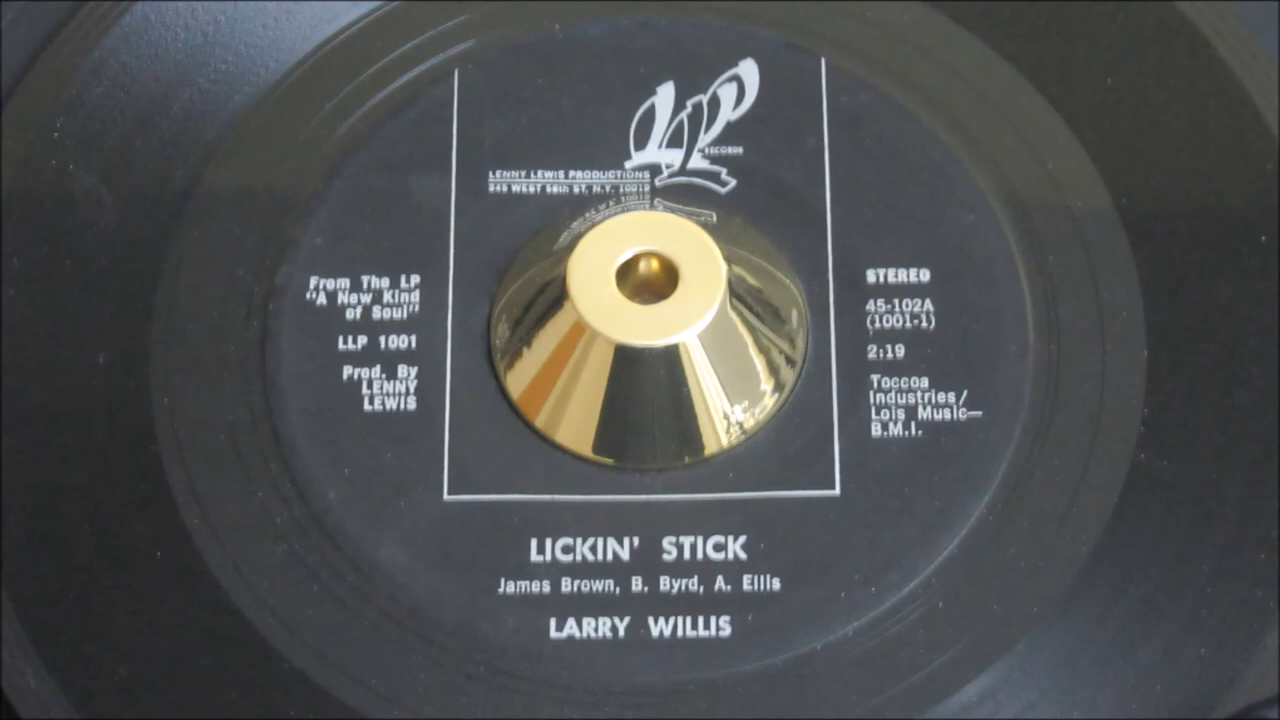 LLP
RECORDS
LENNY LEWIS PRODUCTIONS
345 WEST 58th ST, N.Y. 10019
From The LP
"A New Kind
of Soul"
LLP 1001
Prod. By
LENNY
LEWIS
STEREO
45-102A
(1001-1)
2:19
Toccoa
Industries/
Lois Music—
B.M.I.
LICKIN' STICK
James Brown, B. Byrd, A. Ellis
LARRY WILLIS